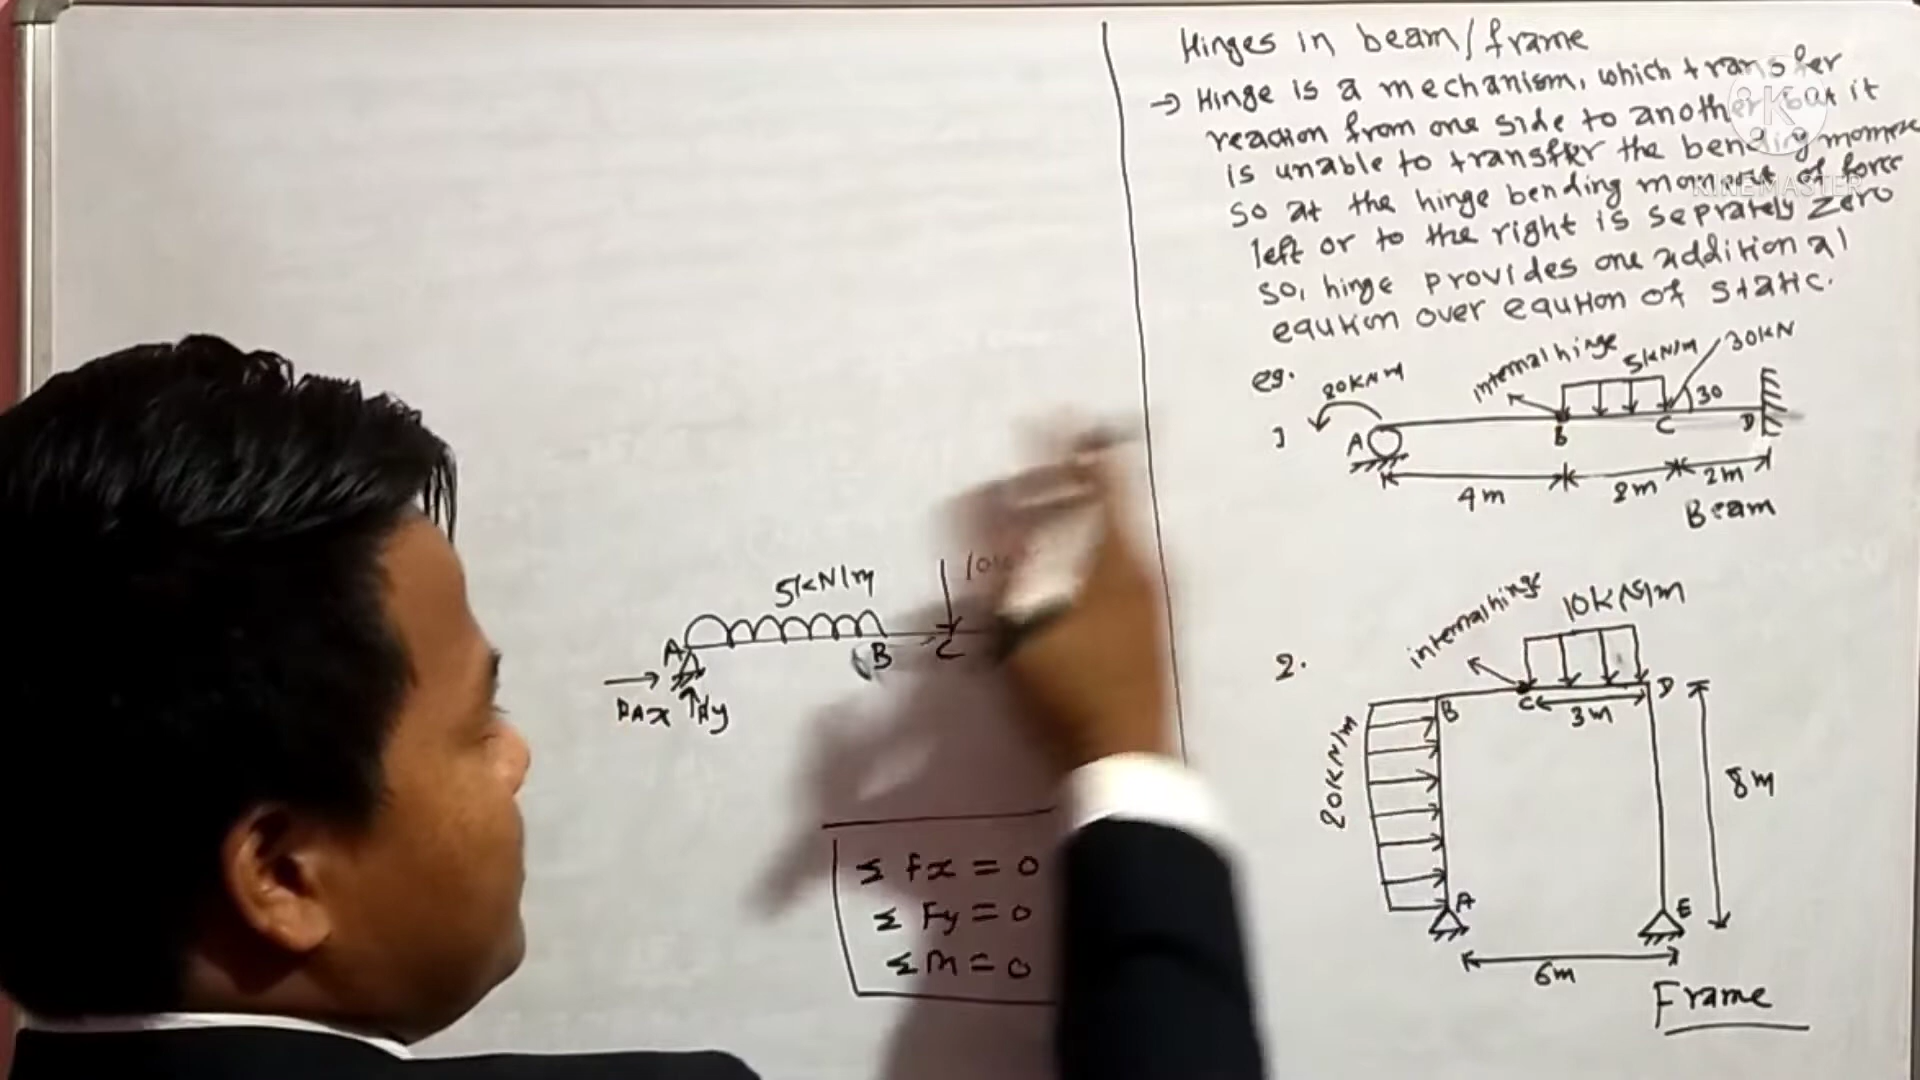 5kN/m
A
B
C
RAX
Ay
Σ Fx = 0
Σ Fy = 0
Σ M = 0
Hinges in beam/frame
→ Hinge is a mechanism, which transfer
reaction from one side to another but it
is unable to transfer the bending moment
so at the hinge bending moment of force
left or to the right is seprately zero
so, hinge provides one additional
eqution over eqution of static.
eg.
1
20KNM
internal hinge
5kN/m
30KN
30
A
B
C
D
4m
2m
2m
Beam
2.
internal hinge
10KN/m
B
C
3m
D
20KN/m
8m
A
E
6m
Frame
K
KINEMASTER